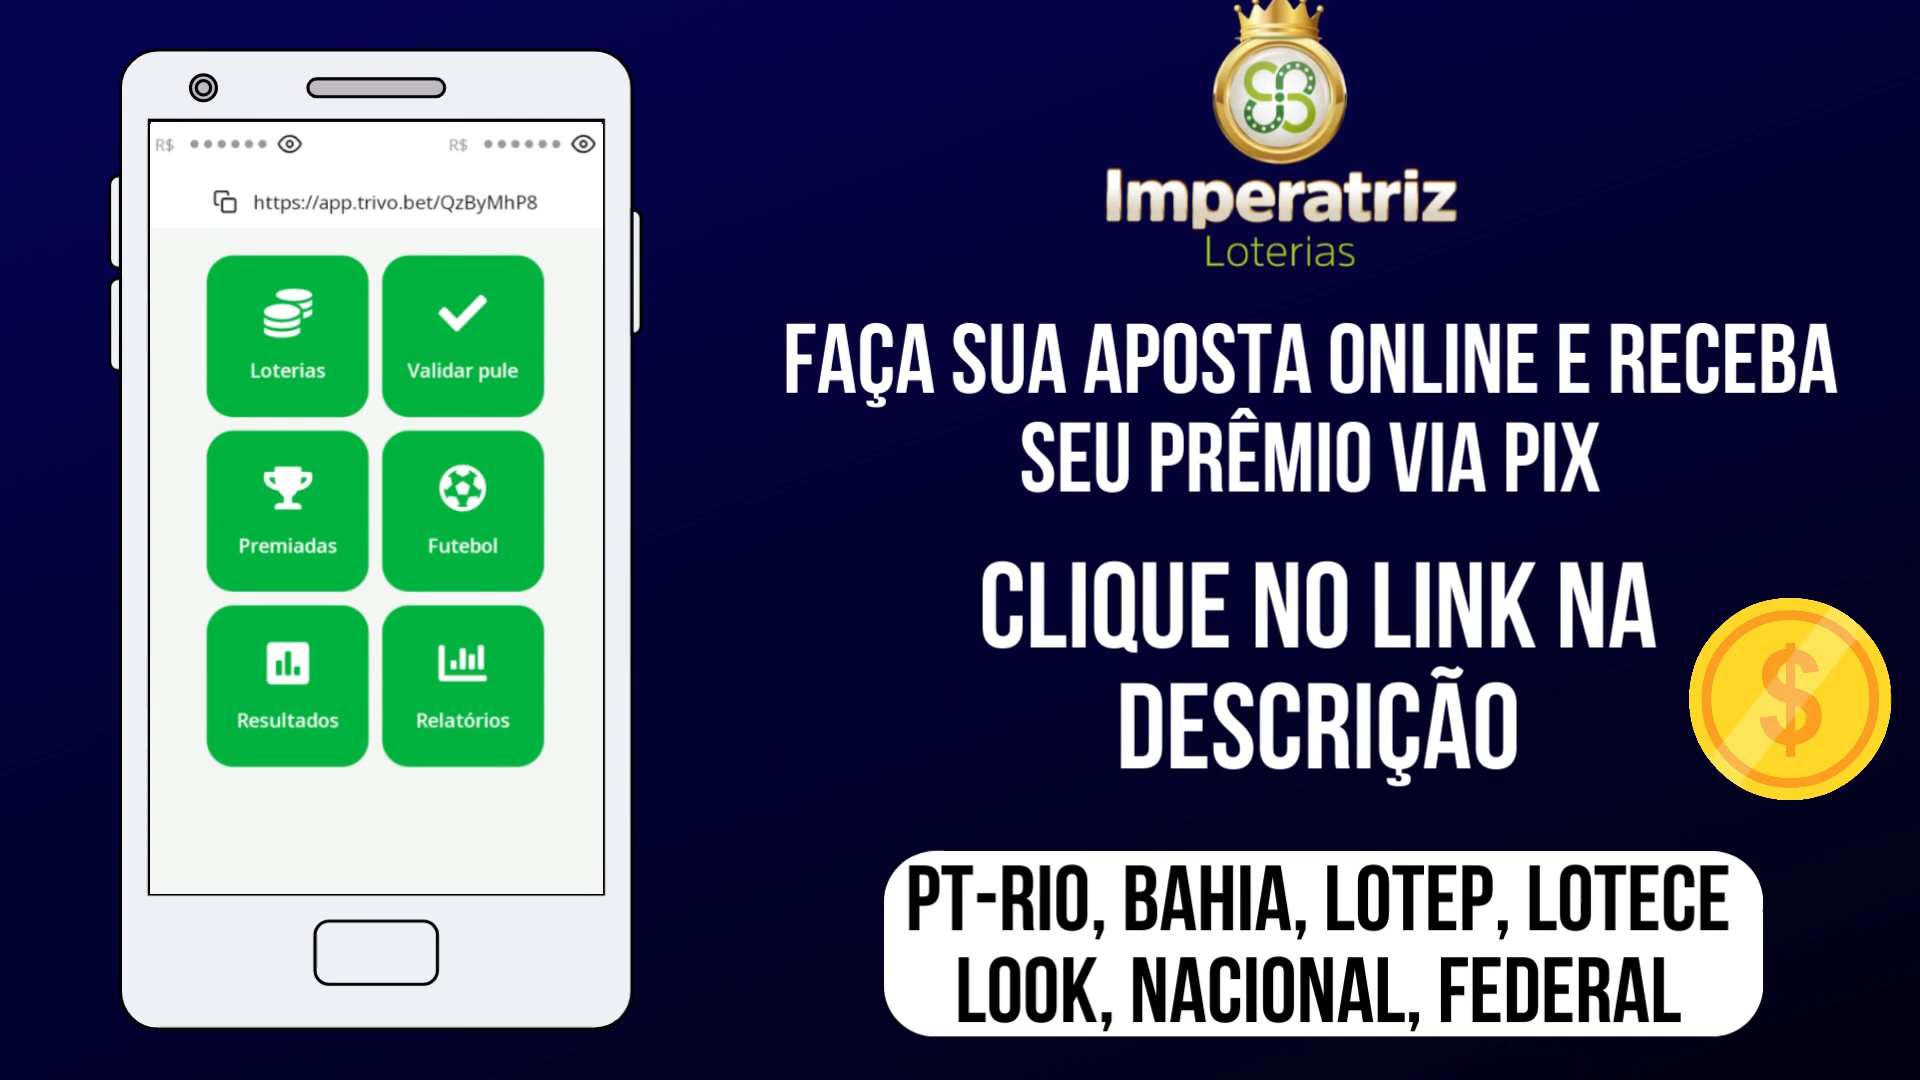 R$ •••••• R$ ••••••
https://app.trivo.bet/QzByMhP8
Loterias
Validar pule
Premiadas
Futebol
Resultados
Relatórios
Imperatriz
Loterias
FAÇA SUA APOSTA ONLINE E RECEBA
SEU PRÊMIO VIA PIX
CLIQUE NO LINK NA
DESCRIÇÃO
$
PT-RIO, BAHIA, LOTEP, LOTECE
LOOK, NACIONAL, FEDERAL